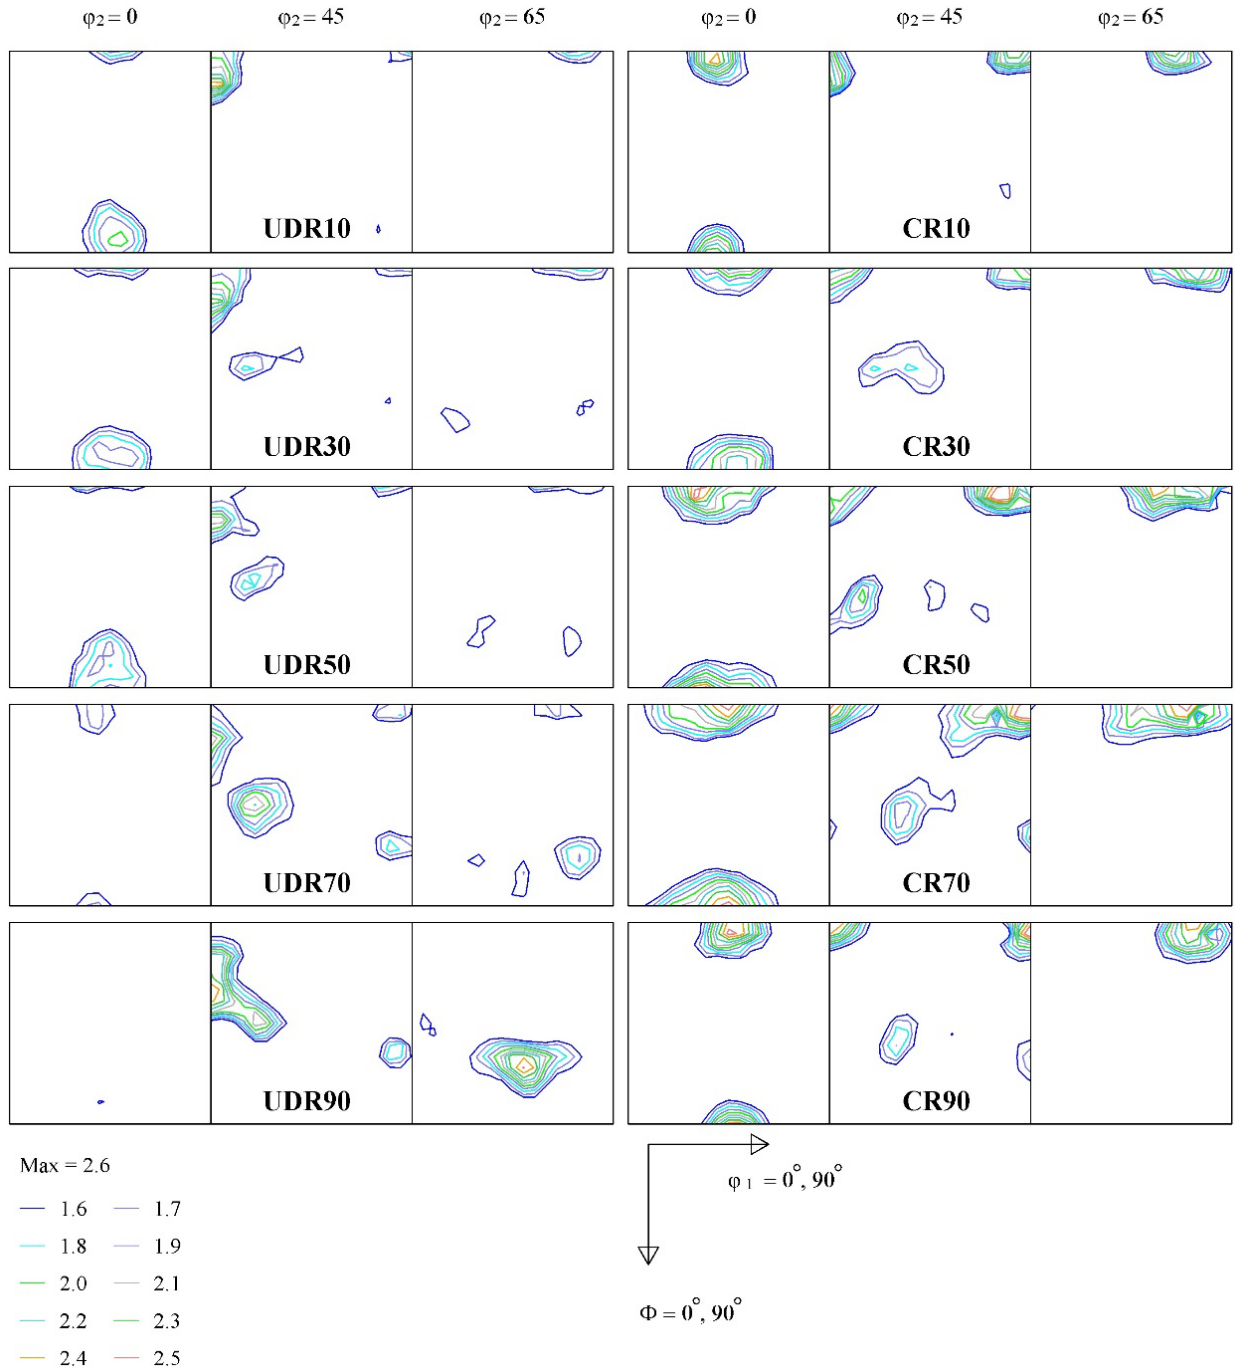 φ₂ = 0 φ₂ = 45 φ₂ = 65 φ₂ = 0 φ₂ = 45 φ₂ = 65
UDR10 CR10
UDR30 CR30
UDR50 CR50
UDR70 CR70
UDR90 CR90
Max = 2.6
φ ₁ = 0°, 90°
1.6 1.7
1.8 1.9
2.0 2.1
Φ = 0°, 90°
2.2 2.3
2.4 2.5